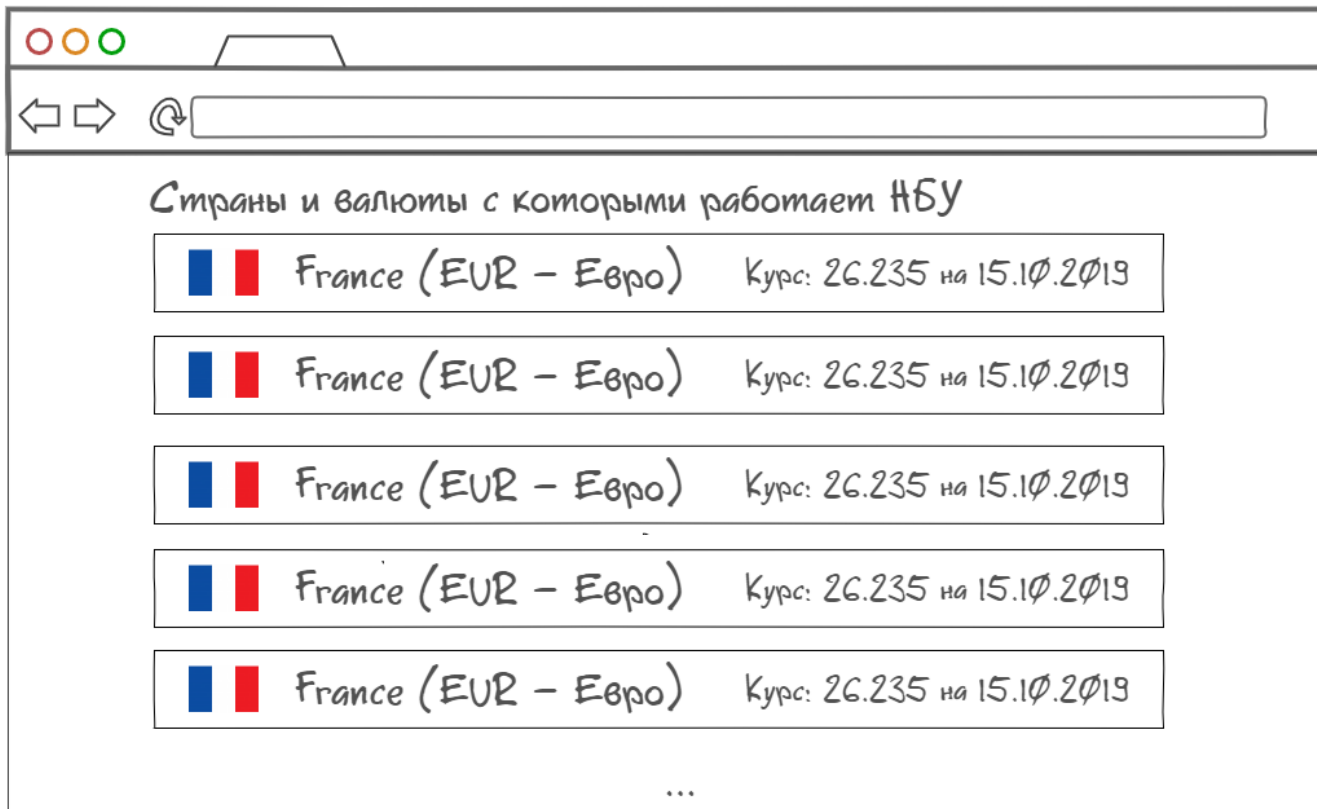 Страны и валюты с которыми работает НБУ
France (EUR – Евро) Курс: 26.235 на 15.10.2019
France (EUR – Евро) Курс: 26.235 на 15.10.2019
France (EUR – Евро) Курс: 26.235 на 15.10.2019
France (EUR – Евро) Курс: 26.235 на 15.10.2019
France (EUR – Евро) Курс: 26.235 на 15.10.2019
...